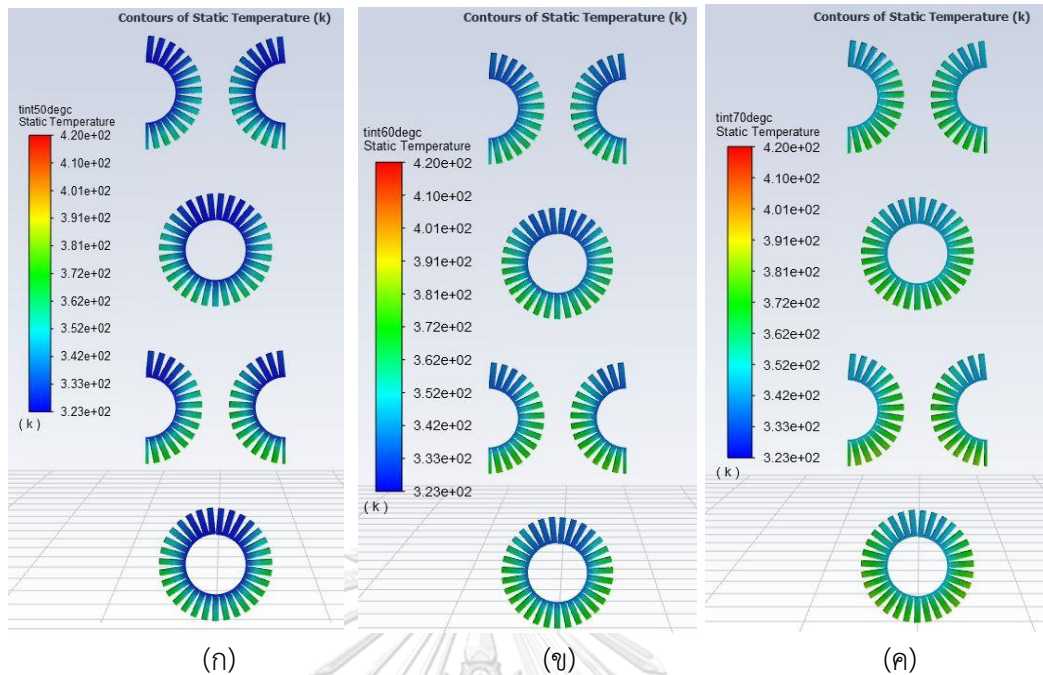 Contours of Static Temperature (k)
tint50degc
Static Temperature
4.20e+02
4.10e+02
4.01e+02
3.91e+02
3.81e+02
3.72e+02
3.62e+02
3.52e+02
3.43e+02
3.33e+02
3.23e+02
( k )
(ก)
Contours of Static Temperature (k)
tint60degc
Static Temperature
4.20e+02
4.10e+02
4.01e+02
3.91e+02
3.81e+02
3.72e+02
3.62e+02
3.52e+02
3.43e+02
3.33e+02
3.23e+02
( k )
(ข)
Contours of Static Temperature (k)
tint70degc
Static Temperature
4.20e+02
4.10e+02
4.01e+02
3.91e+02
3.81e+02
3.72e+02
3.62e+02
3.52e+02
3.43e+02
3.33e+02
3.23e+02
( k )
(ค)